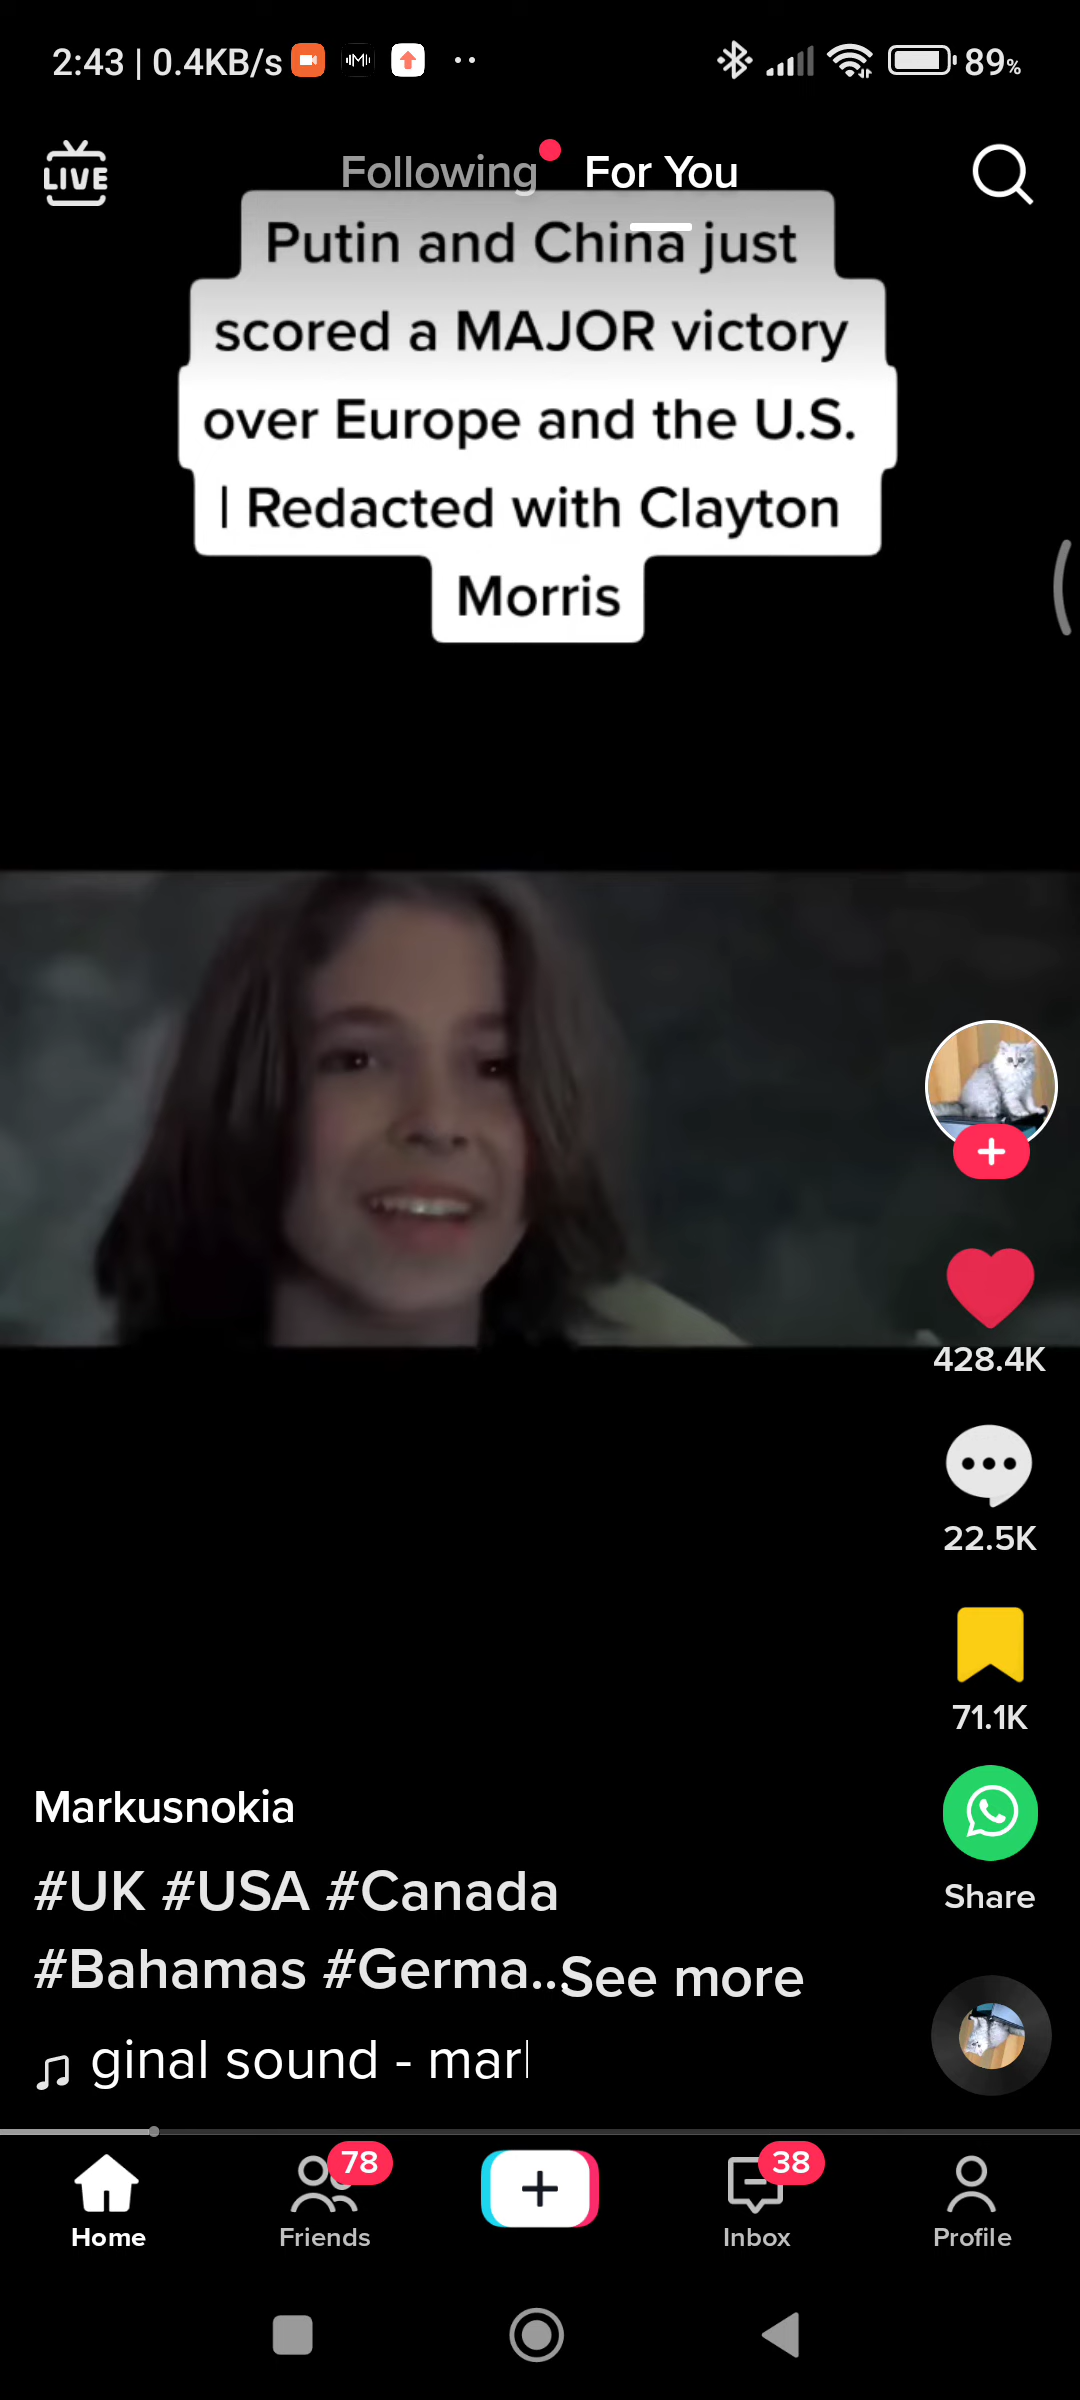 2:43 | 0.4KB/s
89%
LIVE
Following
For You
Putin and China just
scored a MAJOR victory
over Europe and the U.S.
| Redacted with Clayton
Morris
428.4K
22.5K
71.1K
Share
Markusnokia
#UK #USA #Canada
#Bahamas #Germa...See more
ginal sound - marl
78
38
Home
Friends
Inbox
Profile